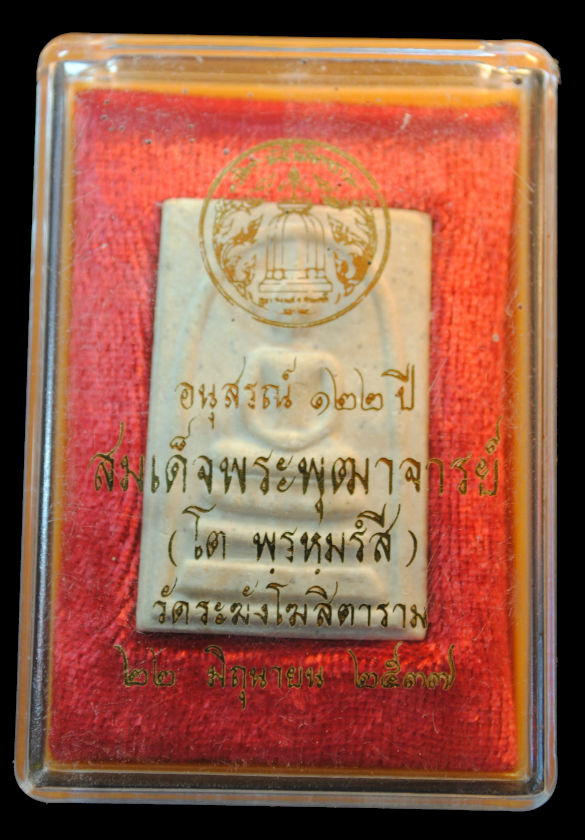 อนุสรณ์ ๑๒๒ ปี
สมเด็จพระพุฒาจารย์
(โต พฺรหฺมรํสี)
วัดระฆังโฆสิตาราม
๒๒ มิถุนายน ๒๕๓๗